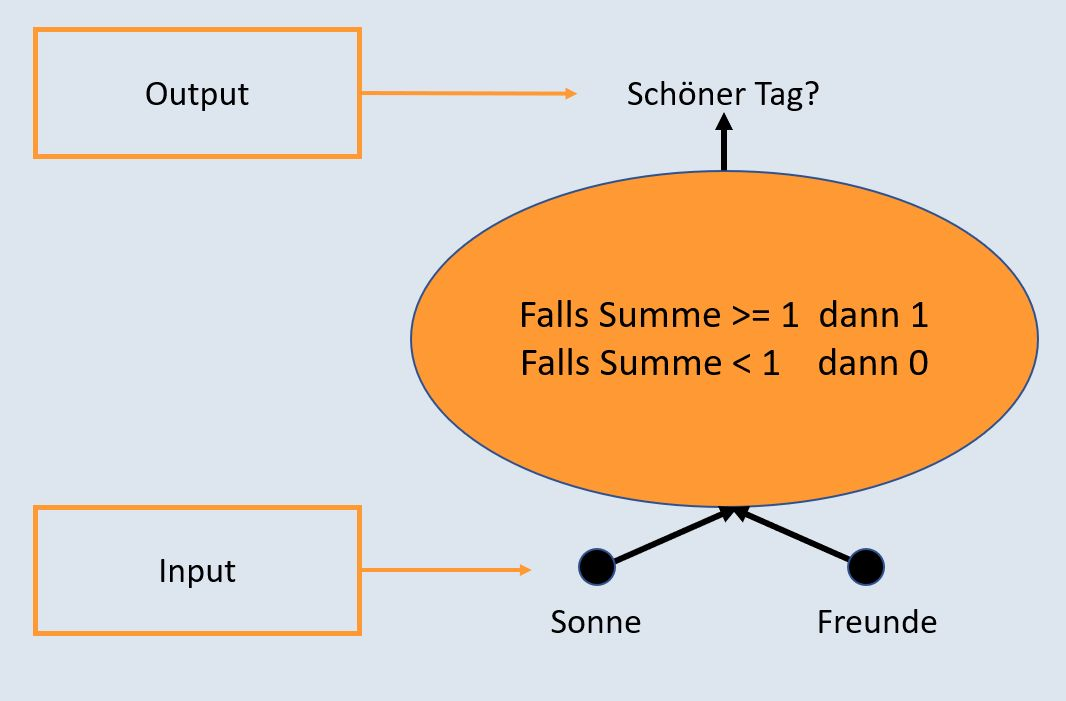 Output
Schöner Tag?
Falls Summe >= 1 dann 1
Falls Summe < 1 dann 0
Input
Sonne
Freunde